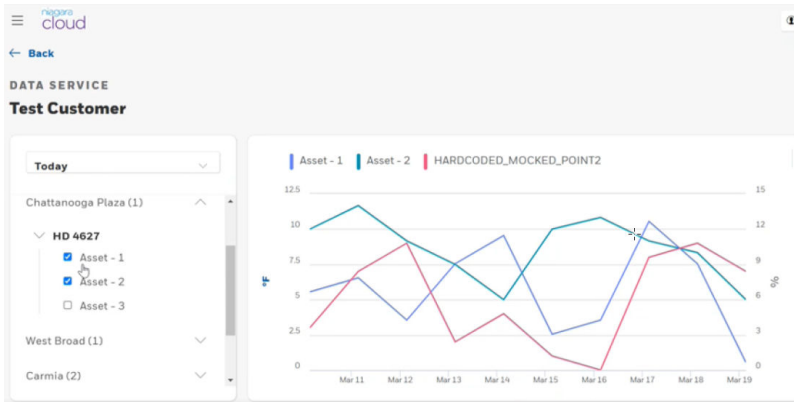 niagara
cloud
Back
DATA SERVICE
Test Customer
Today
Chattanooga Plaza (1)
HD 4627
Asset - 1
Asset - 2
Asset - 3
West Broad (1)
Carmia (2)
Asset - 1 Asset - 2 HARDCODED_MOCKED_POINT2
12.5 15
10 12
7.5 9
°F %
5 6
2.5 3
0 0
Mar 11 Mar 12 Mar 13 Mar 14 Mar 15 Mar 16 Mar 17 Mar 18 Mar 19